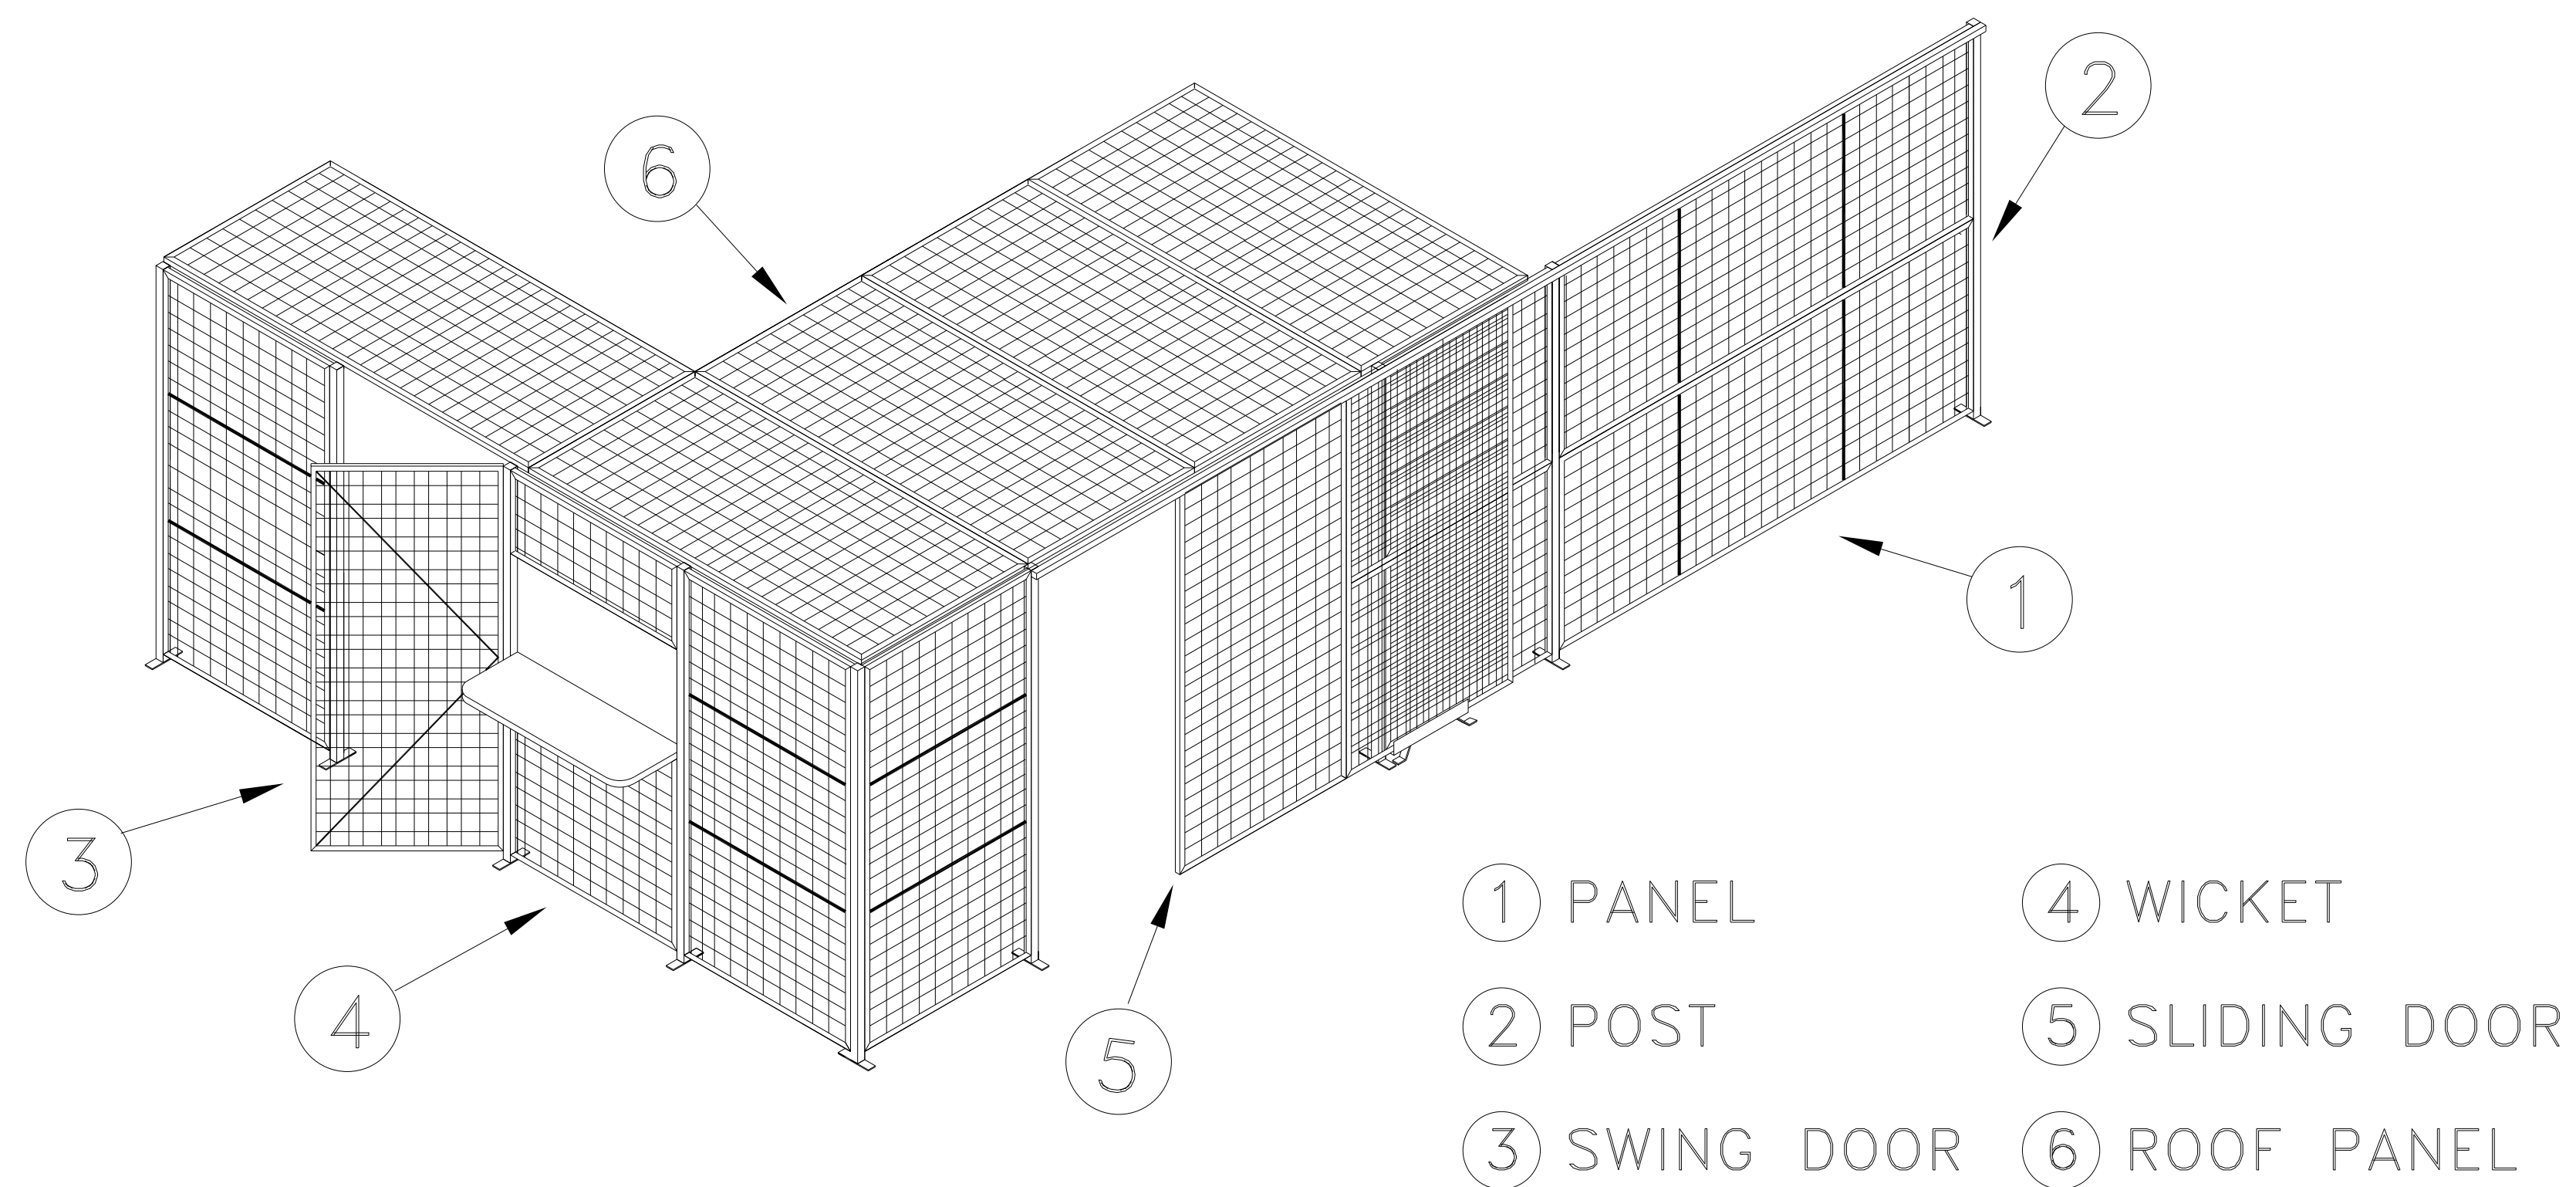 2
6
1
3
4
5
1 PANEL
2 POST
3 SWING DOOR
4 WICKET
5 SLIDING DOOR
6 ROOF PANEL